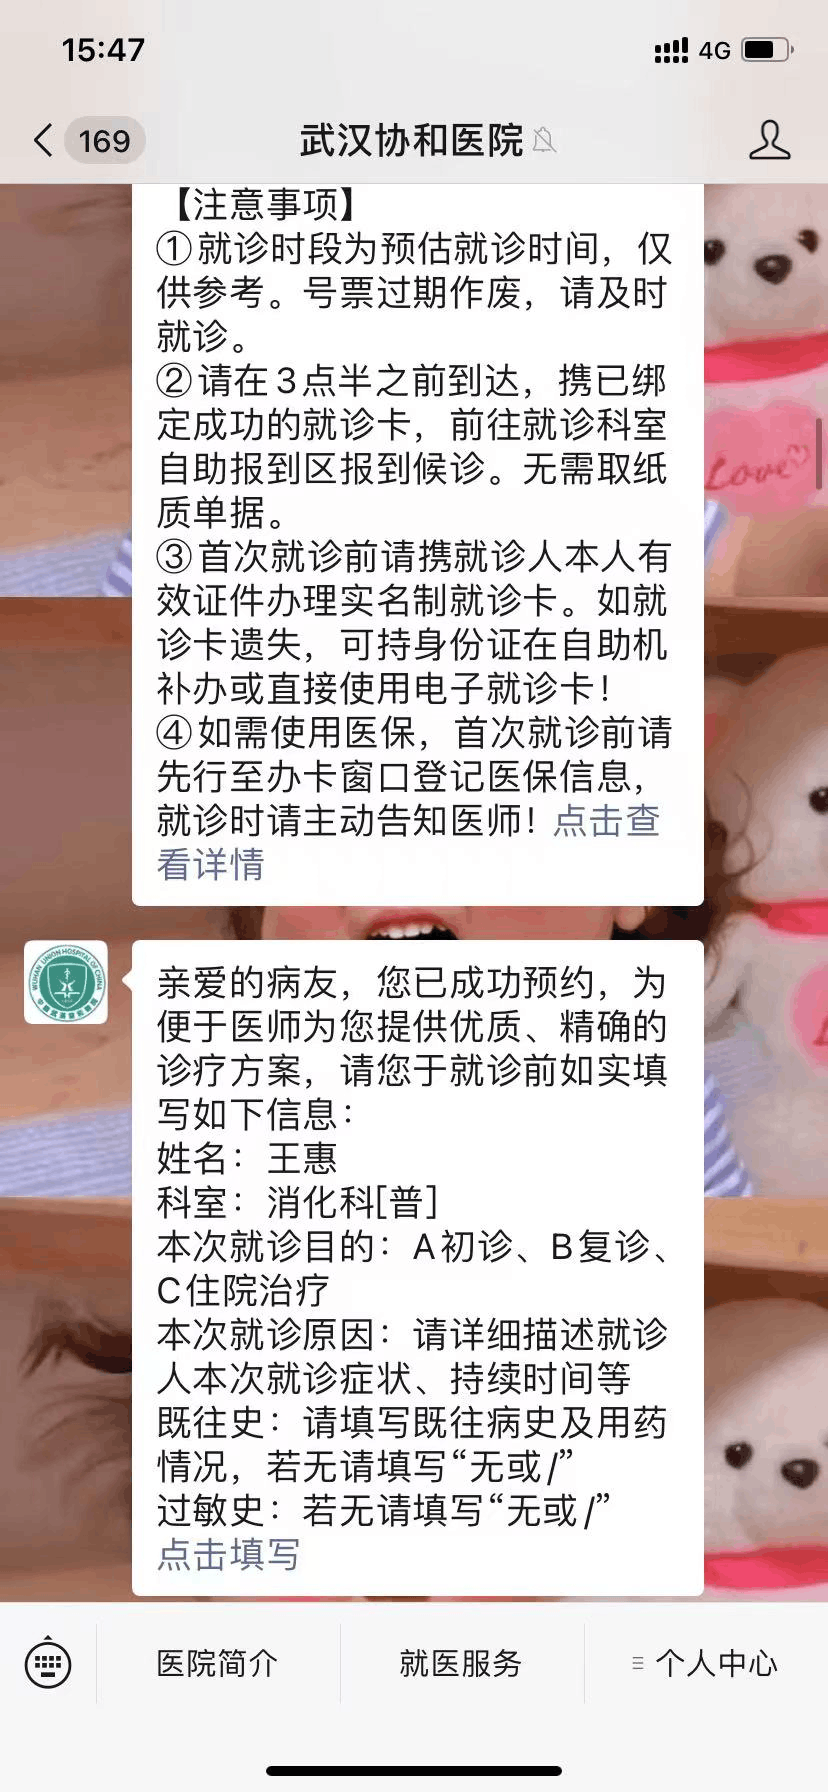 15:47
4G
169
武汉协和医院
【注意事项】
①就诊时段为预估就诊时间，仅
供参考。号票过期作废，请及时
就诊。
②请在3点半之前到达，携已绑
定成功的就诊卡，前往就诊科室
自助报到区报到候诊。无需取纸
质单据。
③首次就诊前请携就诊人本人有
效证件办理实名制就诊卡。如就
诊卡遗失，可持身份证在自助机
补办或直接使用电子就诊卡！
④如需使用医保，首次就诊前请
先行至办卡窗口登记医保信息，
就诊时请主动告知医师！点击查
看详情
Love
WUHAN UNION HOSPITAL OF CHINA
亲爱的病友，您已成功预约，为
便于医师为您提供优质、精确的
诊疗方案，请您于就诊前如实填
写如下信息：
姓名：王惠
科室：消化科[普]
本次就诊目的：A初诊、B复诊、
C住院治疗
本次就诊原因：请详细描述就诊
人本次就诊症状、持续时间等
既往史：请填写既往病史及用药
情况，若无请填写“无或/”
过敏史：若无请填写“无或/”
点击填写
医院简介
就医服务
个人中心